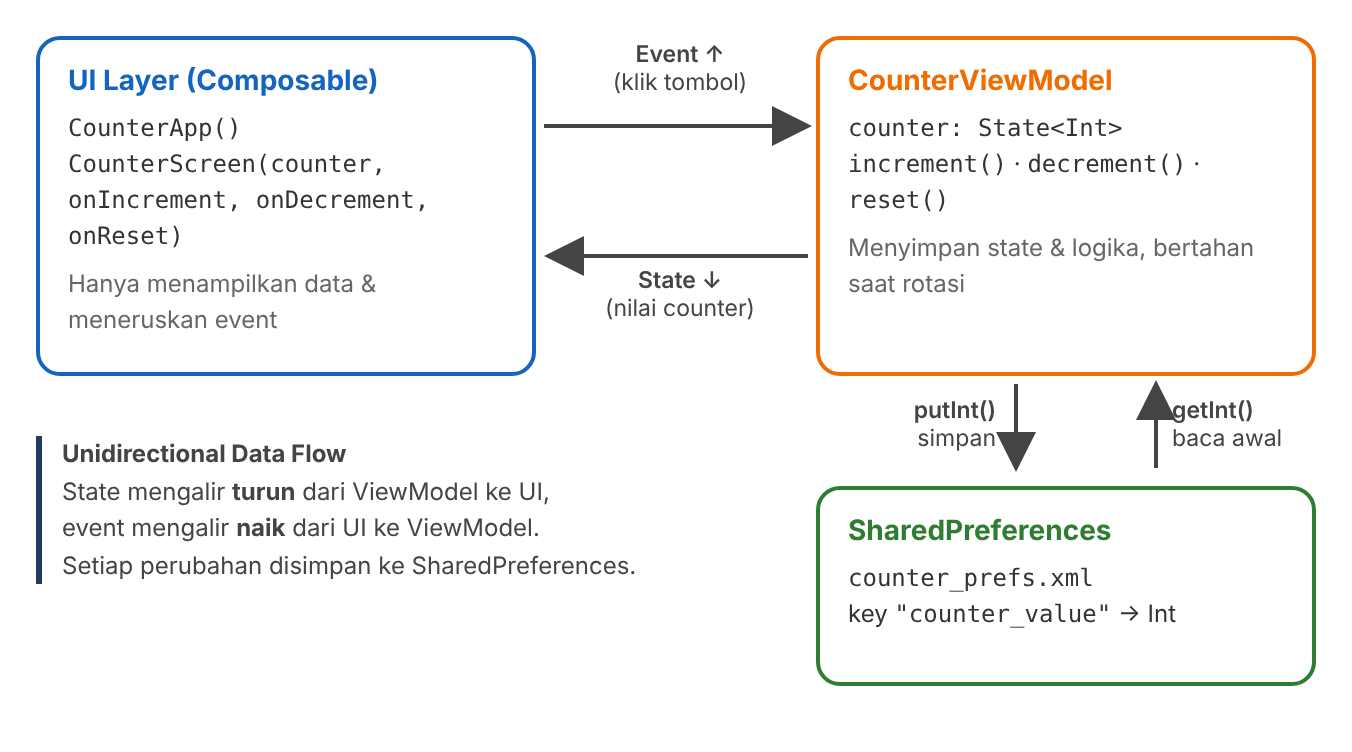 UI Layer (Composable)
CounterApp()
CounterScreen(counter,
onIncrement, onDecrement,
onReset)
Hanya menampilkan data &
meneruskan event
Event ↑
(klik tombol)
State ↓
(nilai counter)
CounterViewModel
counter: State<Int>
increment() · decrement() ·
reset()
Menyimpan state & logika, bertahan
saat rotasi
putInt()
simpan
getInt()
baca awal
Unidirectional Data Flow
State mengalir turun dari ViewModel ke UI,
event mengalir naik dari UI ke ViewModel.
Setiap perubahan disimpan ke SharedPreferences.
SharedPreferences
counter_prefs.xml
key "counter_value" → Int